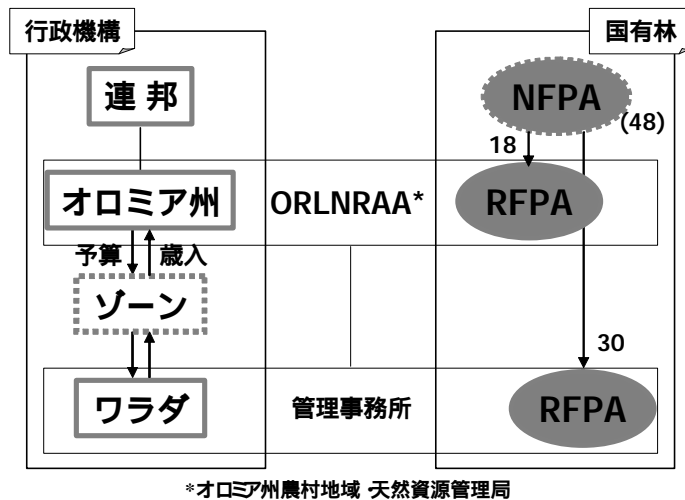 行政機構
国有林
連邦
NFPA
(48)
18
オロミア州
ORLNRAA*
RFPA
予算
歳入
ゾーン
30
ワラダ
管理事務所
RFPA
*オロミア州農村地域・天然資源管理局